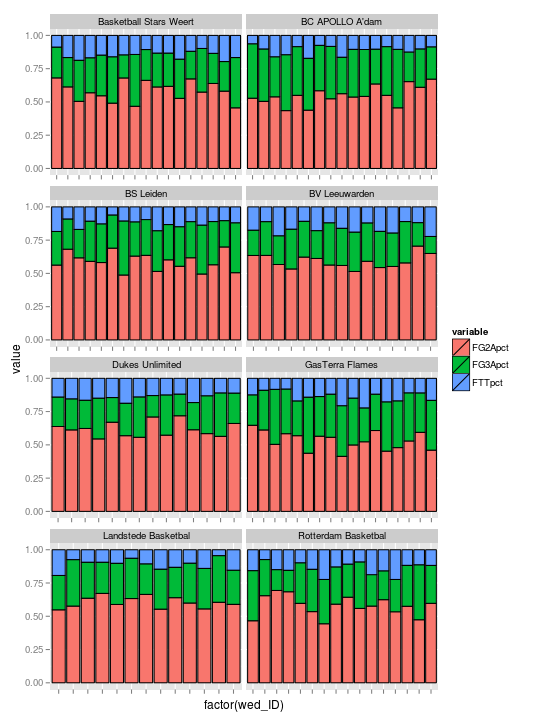 Basketball Stars Weert
BC APOLLO A'dam
1.00
0.75
0.50
0.25
0.00
BS Leiden
BV Leeuwarden
1.00
0.75
0.50
0.25
0.00
Dukes Unlimited
GasTerra Flames
1.00
0.75
0.50
0.25
0.00
Landstede Basketbal
Rotterdam Basketbal
1.00
0.75
0.50
0.25
0.00
value
factor(wed_ID)
variable
FG2Apct
FG3Apct
FTTpct